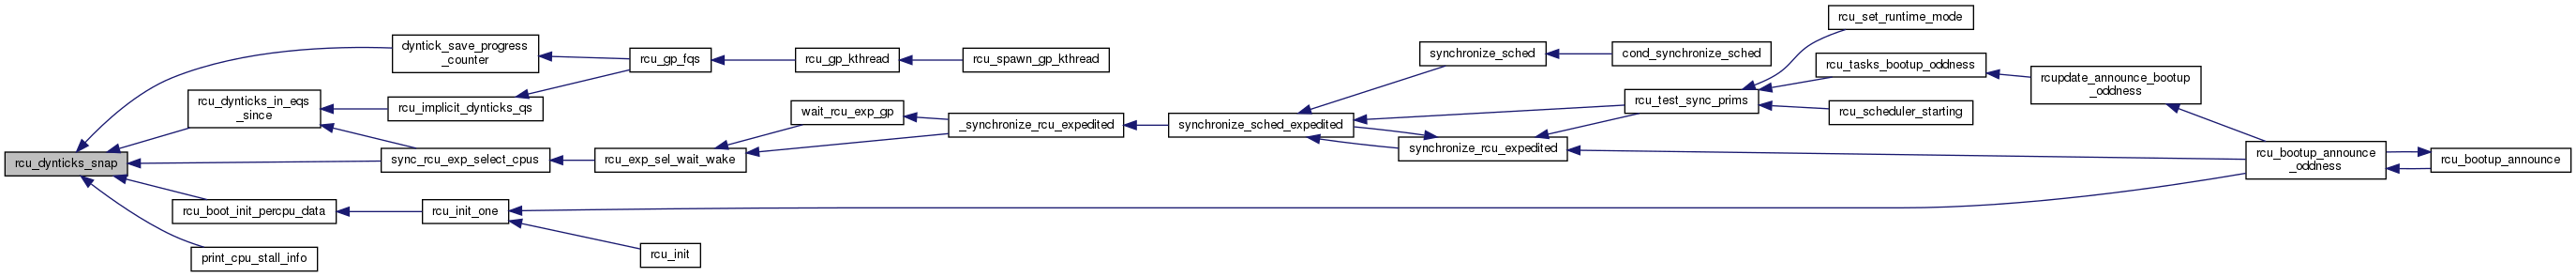 rcu_dynticks_snap
dyntick_save_progress
_counter
rcu_dynticks_in_eqs
_since
sync_rcu_exp_select_cpus
rcu_boot_init_percpu_data
print_cpu_stall_info
rcu_gp_fqs
rcu_implicit_dynticks_qs
rcu_exp_sel_wait_wake
rcu_init_one
rcu_init
rcu_gp_kthread
wait_rcu_exp_gp
rcu_spawn_gp_kthread
_synchronize_rcu_expedited
synchronize_sched_expedited
synchronize_sched
synchronize_rcu_expedited
cond_synchronize_sched
rcu_test_sync_prims
rcu_set_runtime_mode
rcu_tasks_bootup_oddness
rcu_scheduler_starting
rcupdate_announce_bootup
_oddness
rcu_bootup_announce
_oddness
rcu_bootup_announce